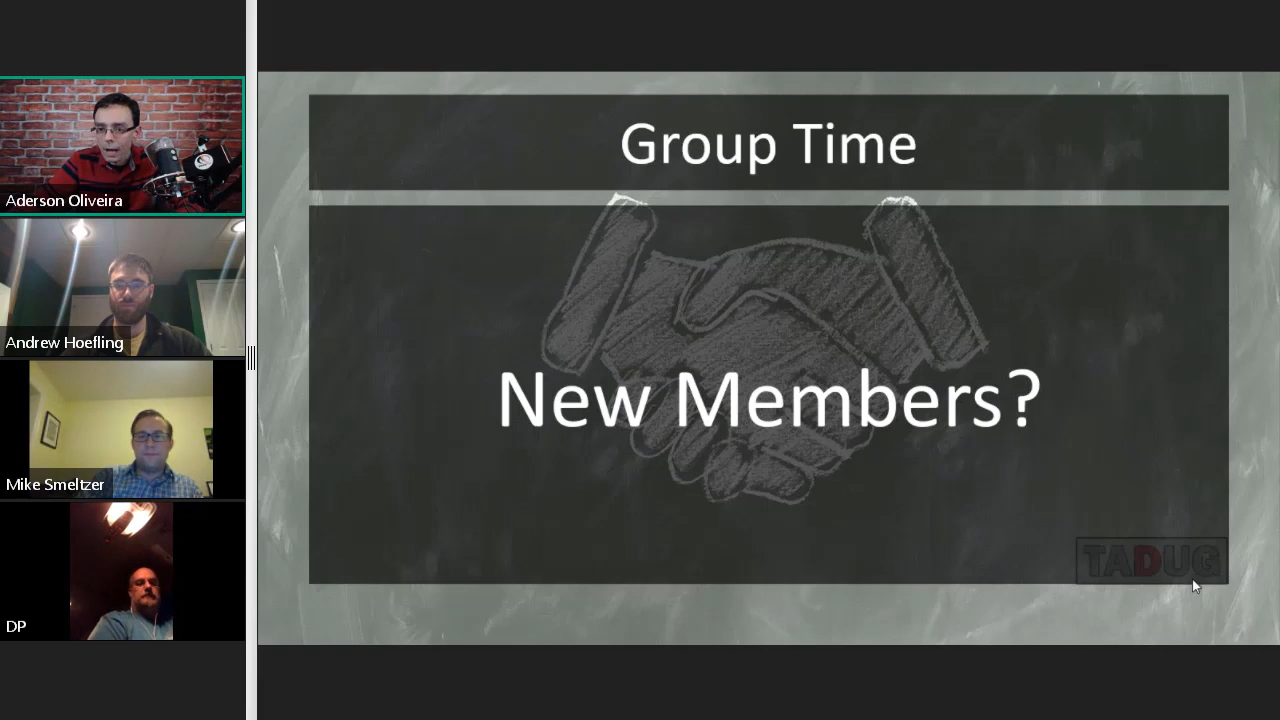 Aderson Oliveira
Andrew Hoefling
Mike Smeltzer
DP
Group Time
New Members?
TADUG